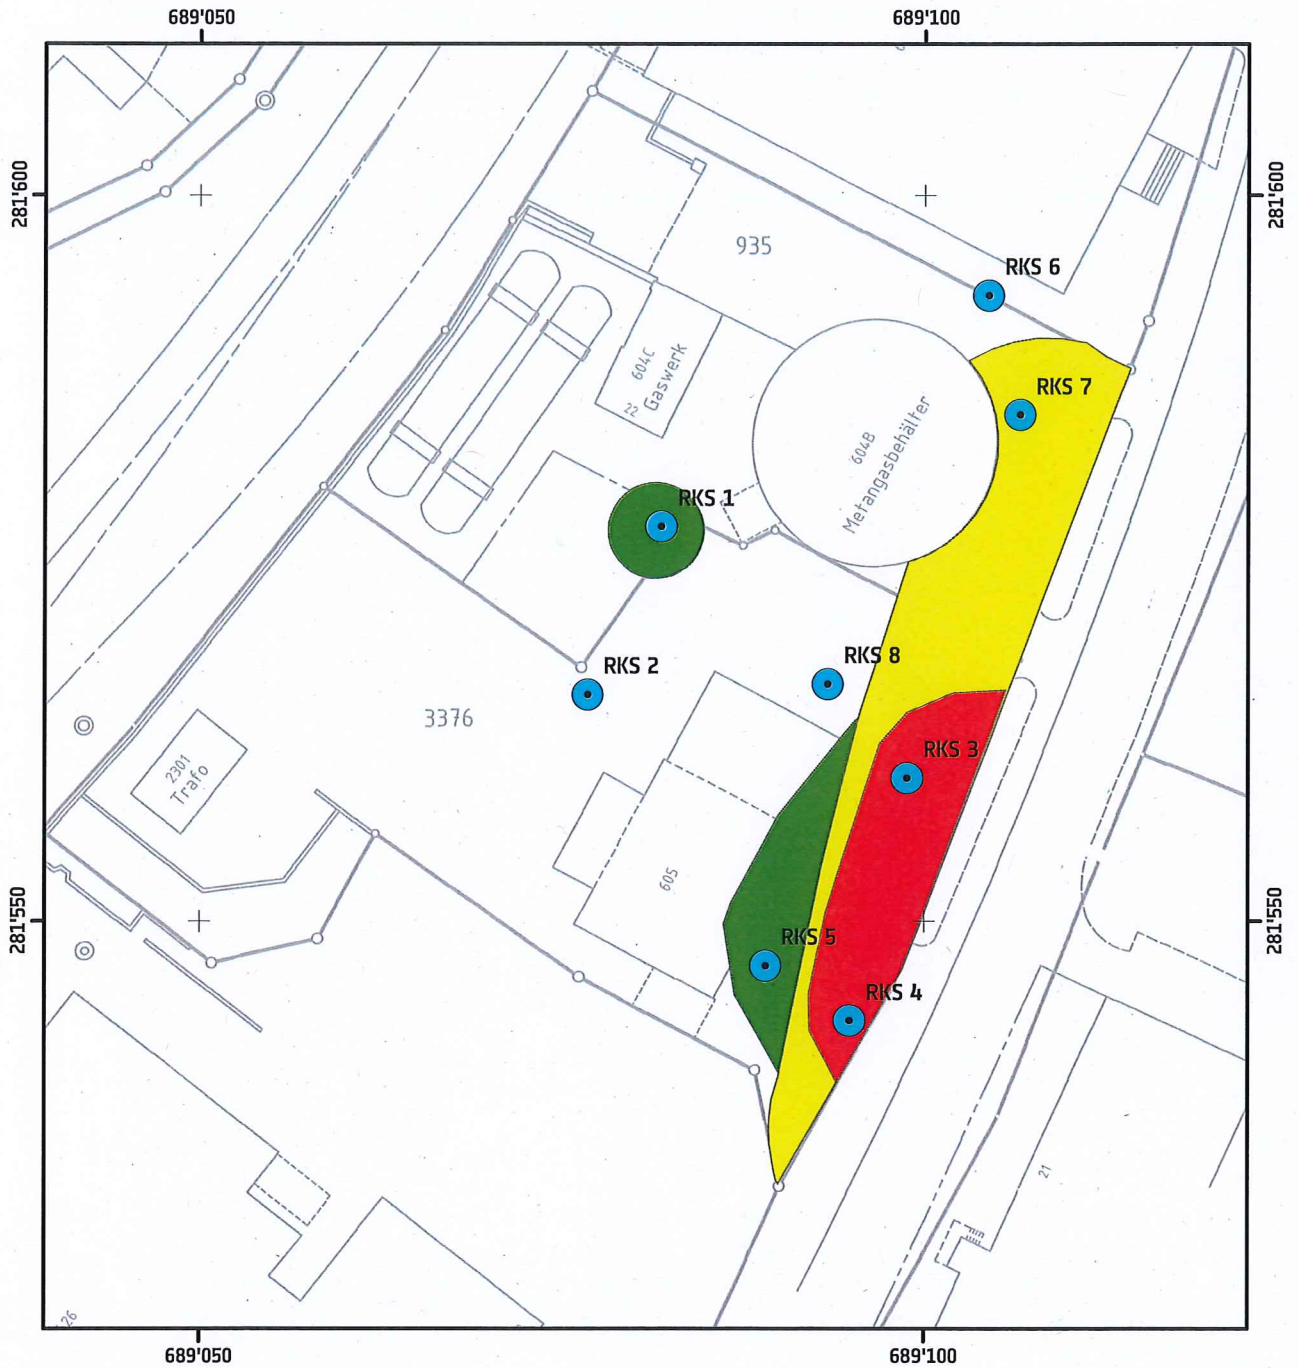 689'050
689'100
281'600
281'600
935
RKS 6
604C
Gaswerk
22
RKS 7
604B
Metangasbehälter
RKS 1
RKS 2
RKS 8
3376
2301
Trafo
RKS 3
605
281'550
281'550
RKS 5
RKS 4
21
26
689'050
689'100